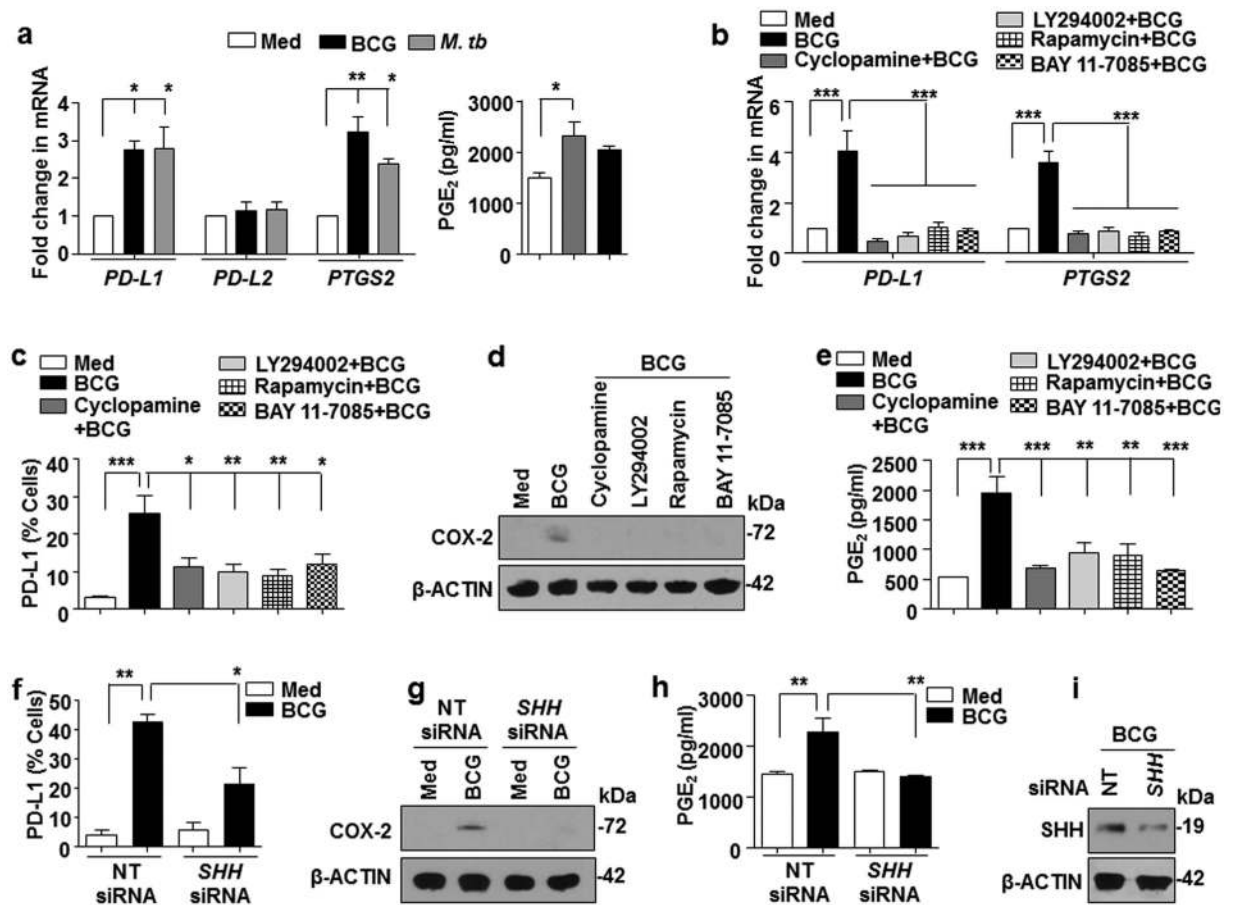 a
Med BCG M. tb
Fold change in mRNA
4
3
2
1
0
* *
** *
PD-L1 PD-L2 PTGS2
PGE2 (pg/ml)
3000
2000
1000
0
*
b
Med
BCG
Cyclopamine+BCG
LY294002+BCG
Rapamycin+BCG
BAY 11-7085+BCG
Fold change in mRNA
6
4
2
0
*** ***
*** ***
PD-L1 PTGS2
c
Med
BCG
Cyclopamine
+BCG
LY294002+BCG
Rapamycin+BCG
BAY 11-7085+BCG
PD-L1 (% Cells)
40
30
20
10
0
*** * ** ** *
d
BCG
Med
BCG
Cyclopamine
LY294002
Rapamycin
BAY 11-7085
kDa
COX-2 -72
β-ACTIN -42
e
Med
BCG
Cyclopamine
+BCG
LY294002+BCG
Rapamycin+BCG
BAY 11-7085+BCG
PGE2 (pg/ml)
2500
2000
1500
1000
500
0
*** *** ** ** ***
f
Med
BCG
PD-L1 (% Cells)
50
40
30
20
10
0
** *
NT
siRNA
SHH
siRNA
g
NT
siRNA
SHH
siRNA
Med
BCG
Med
BCG
kDa
COX-2 -72
β-ACTIN -42
h
Med
BCG
PGE2 (pg/ml)
3000
2000
1000
0
** **
NT
siRNA
SHH
siRNA
i
BCG
siRNA NT SHH
kDa
SHH -19
β-ACTIN -42